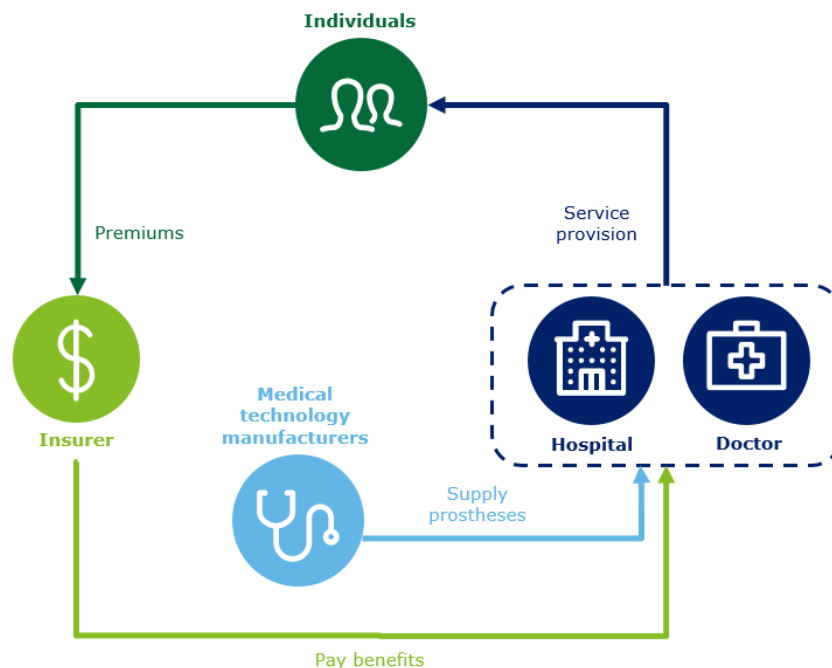 Individuals
Premiums
Service
provision
Insurer
Medical
technology
manufacturers
Hospital
Doctor
Supply
prostheses
Pay benefits